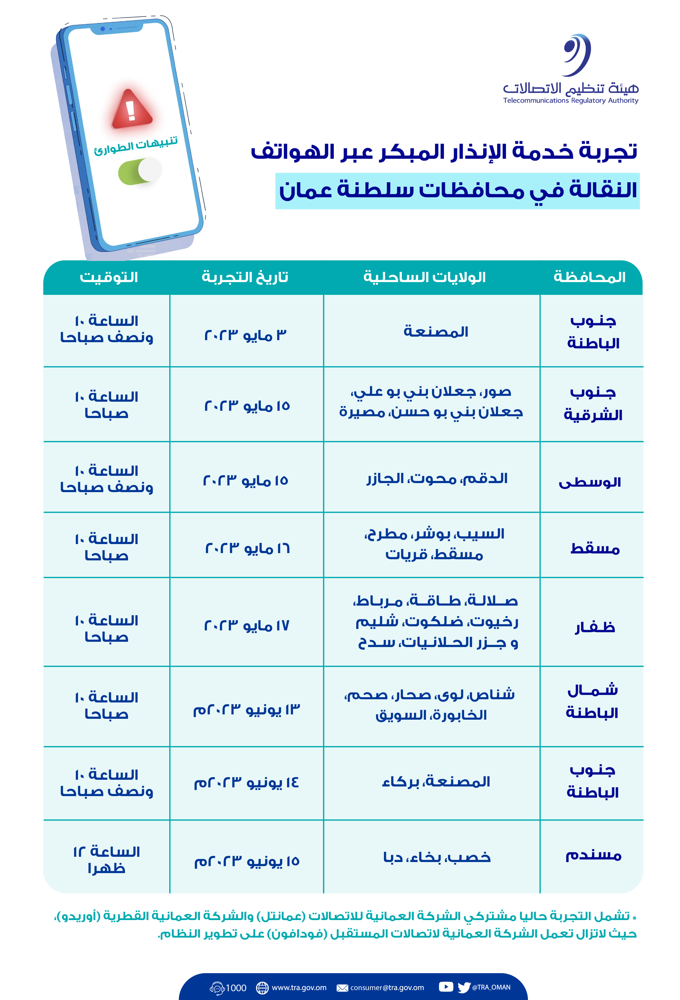 هيئة تنظيم الاتصالات
Telecommunications Regulatory Authority
تنبيهات الطوارئ
تجربة خدمة الإنذار المبكر عبر الهواتف
النقالة في محافظات سلطنة عمان
المحافظة
الولايات الساحلية
تاريخ التجربة
التوقيت
جنوب
الباطنة
المصنعة
٣ مايو ٢٠٢٣
الساعة ١٠
ونصف صباحا
جنوب
الشرقية
صور، جعلان بني بو علي،
جعلان بني بو حسن، مصيرة
١٥ مايو ٢٠٢٣
الساعة ١٠
صباحا
الوسطى
الدقم، محوت، الجازر
١٥ مايو ٢٠٢٣
الساعة ١٠
ونصف صباحا
مسقط
السيب، بوشر، مطرح،
مسقط، قريات
١٦ مايو ٢٠٢٣
الساعة ١٠
صباحا
ظفار
صــلالـة، طــاقــة، مـربـاط،
رخيوت، ضلكوت، شليم
و جــزر الحـلانـيات، سـدح
١٧ مايو ٢٠٢٣
الساعة ١٠
صباحا
شـمــال
الباطنة
شناص، لوى، صحار، صحم،
الخابورة، السويق
١٣ يونيو ٢٠٢٣م
الساعة ١٠
صباحا
جنوب
الباطنة
المصنعة، بركاء
١٤ يونيو ٢٠٢٣م
الساعة ١٠
ونصف صباحا
مسندم
خصب، بخاء، دبا
١٥ يونيو ٢٠٢٣م
الساعة ١٢
ظهرا
* تشمل التجربة حاليا مشتركي الشركة العمانية للاتصالات (عمانتل) والشركة العمانية القطرية (أوريدو)،
حيث لاتزال تعمل الشركة العمانية لاتصالات المستقبل (فودافون) على تطوير النظام.
1000 www.tra.gov.om consumer@tra.gov.om @TRA_OMAN